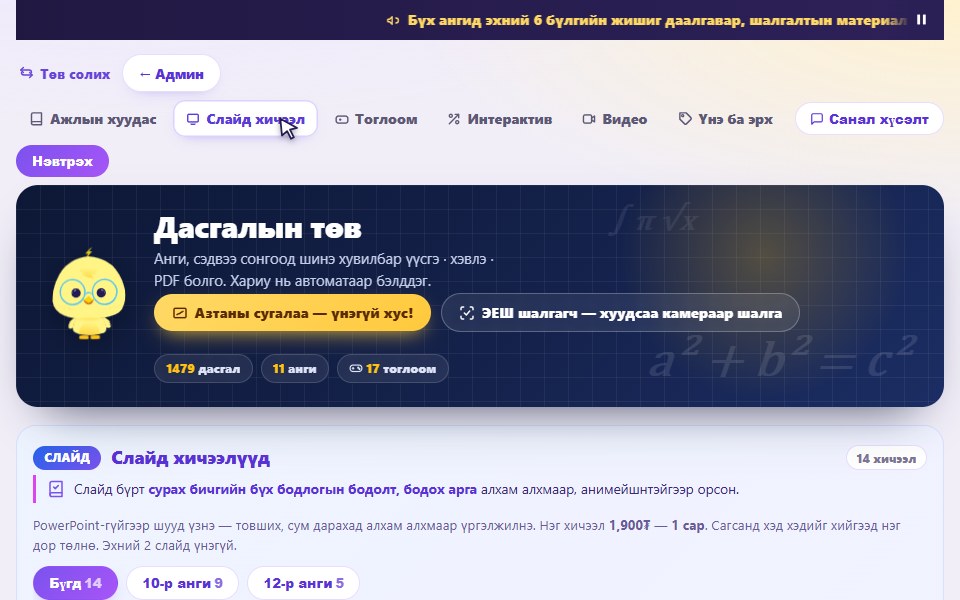 Бүх ангид эхний 6 бүлгийн жишиг даалгавар, шалгалтын материал
Төв солих
← Админ
Ажлын хуудас
Слайд хичээл
Тоглоом
Интерактив
Видео
Үнэ ба эрх
Санал хүсэлт
Нэвтрэх
Дасгалын төв
Анги, сэдвээ сонгоод шинэ хувилбар үүсгэ · хэвлэ ·
PDF болго. Хариу нь автоматаар бэлддэг.
Азтаны сугалаа — үнэгүй хус!
ЭЕШ шалгагч — хуудсаа камераар шалга
1479 дасгал
11 анги
17 тоглоом
∫ π √x
a² + b² = c²
СЛАЙД
Слайд хичээлүүд
14 хичээл
Слайд бүрт сурах бичгийн бүх бодлогын бодолт, бодох арга алхам алхмаар, анимейшнтэйгээр орсон.
PowerPoint-гүйгээр шууд үзнэ — товших, сум дарахад алхам алхмаар үргэлжилнэ. Нэг хичээл 1,900₮ — 1 сар. Сагсанд хэд хэдийг хийгээд нэг
дор төлнө. Эхний 2 слайд үнэгүй.
Бүгд 14
10-р анги 9
12-р анги 5